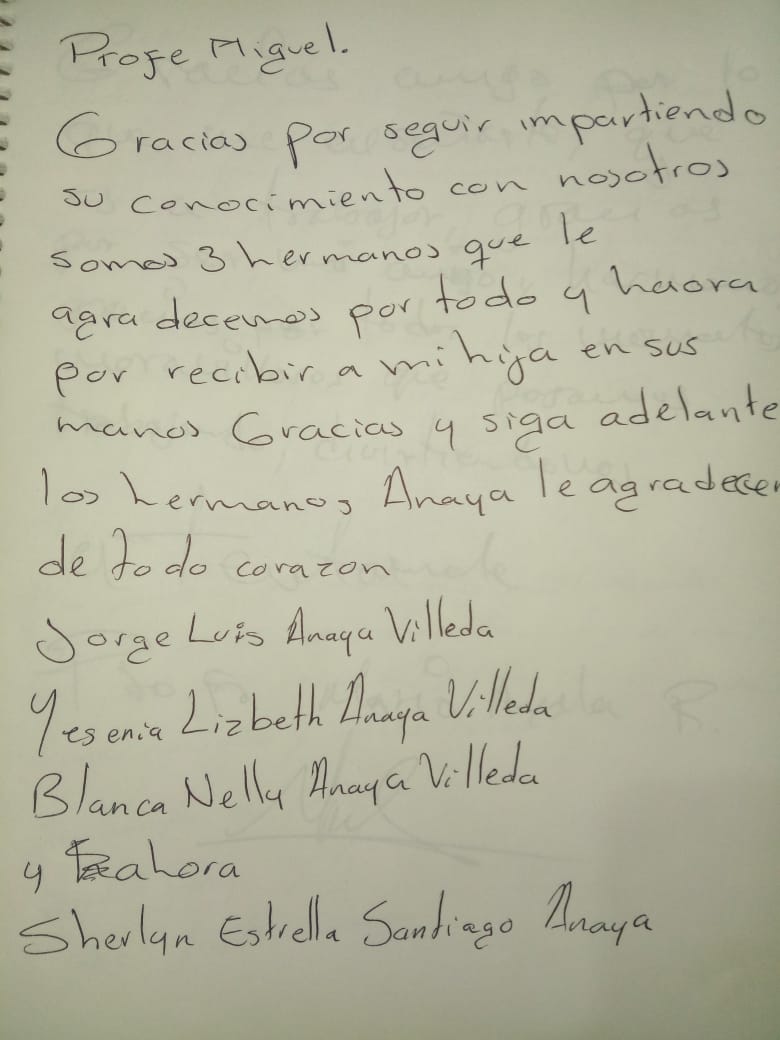 Profe Miguel.
Gracias por seguir impartiendo
su conocimiento con nosotros
somos 3 hermanos que le
agradecemos por todo y haora
por recibir a mi hija en sus
manos Gracias y siga adelante
los hermanos Anaya le agradecen
de todo corazon
Jorge Luis Anaya Villeda
Yesenia Lizbeth Anaya Villeda
Blanca Nelly Anaya Villeda
y ahora
Sherlyn Estrella Santiago Anaya